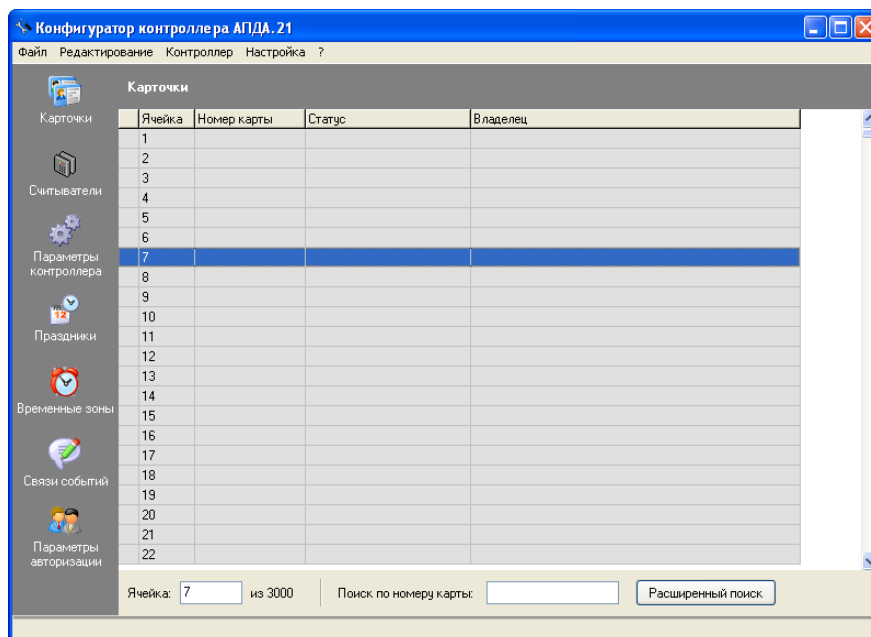 Конфигуратор контроллера АПДА.21
Файл Редактирование Контроллер Настройка ?
Карточки
Карточки
Считыватели
Параметры
контроллера
Праздники
12
Временные зоны
Связи событий
Параметры
авторизации
Ячейка Номер карты Статус Владелец
1
2
3
4
5
6
7
8
9
10
11
12
13
14
15
16
17
18
19
20
21
22
Ячейка: 7 из 3000 Поиск по номеру карты: Расширенный поиск